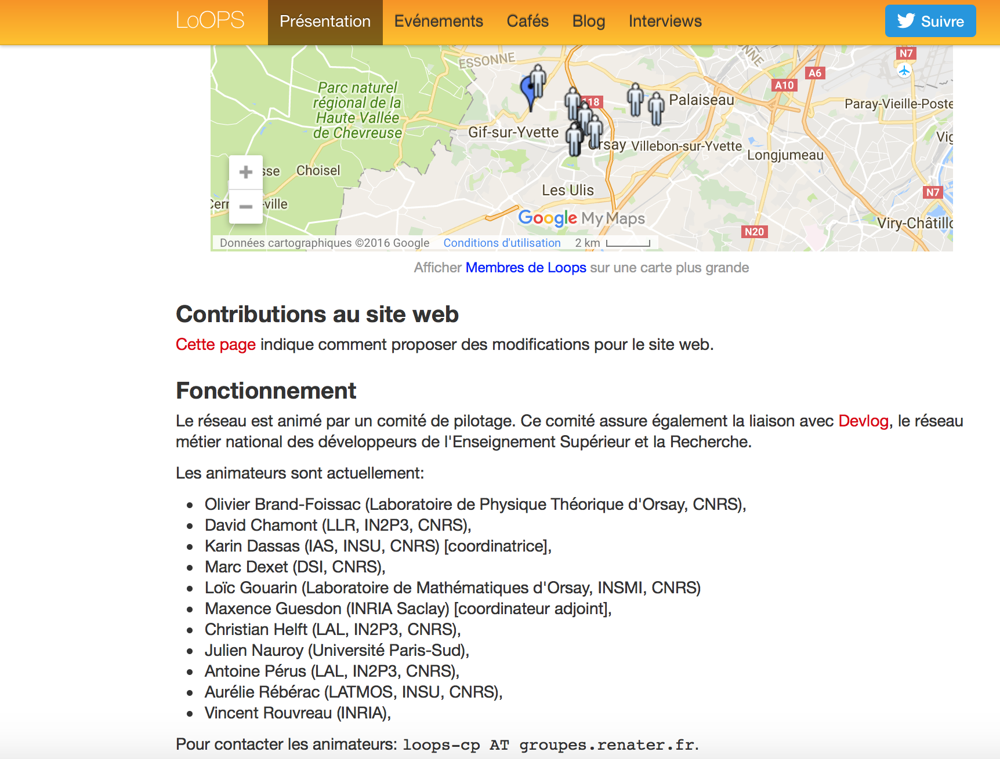 LoOPS Présentation Evénements Cafés Blog Interviews Suivre
ESSONNE
N7
A6
A10
Parc naturel
régional de la
Haute Vallée
de Chevreuse
118
Palaiseau
Paray-Vieille-Poste
Gif-sur-Yvette
Orsay Villebon-sur-Yvette
Longjumeau
Choisel
Les Ulis
N7
-ville
Google My Maps
Viry-Châtillo
N20
Données cartographiques ©2016 Google Conditions d'utilisation 2 km
Afficher Membres de Loops sur une carte plus grande
Contributions au site web
Cette page indique comment proposer des modifications pour le site web.
Fonctionnement
Le réseau est animé par un comité de pilotage. Ce comité assure également la liaison avec Devlog, le réseau
métier national des développeurs de l'Enseignement Supérieur et la Recherche.
Les animateurs sont actuellement:
• Olivier Brand-Foissac (Laboratoire de Physique Théorique d'Orsay, CNRS),
• David Chamont (LLR, IN2P3, CNRS),
• Karin Dassas (IAS, INSU, CNRS) [coordinatrice],
• Marc Dexet (DSI, CNRS),
• Loïc Gouarin (Laboratoire de Mathématiques d'Orsay, INSMI, CNRS)
• Maxence Guesdon (INRIA Saclay) [coordinateur adjoint],
• Christian Helft (LAL, IN2P3, CNRS),
• Julien Nauroy (Université Paris-Sud),
• Antoine Pérus (LAL, IN2P3, CNRS),
• Aurélie Rébérac (LATMOS, INSU, CNRS),
• Vincent Rouvreau (INRIA),
Pour contacter les animateurs: loops-cp AT groupes.renater.fr.